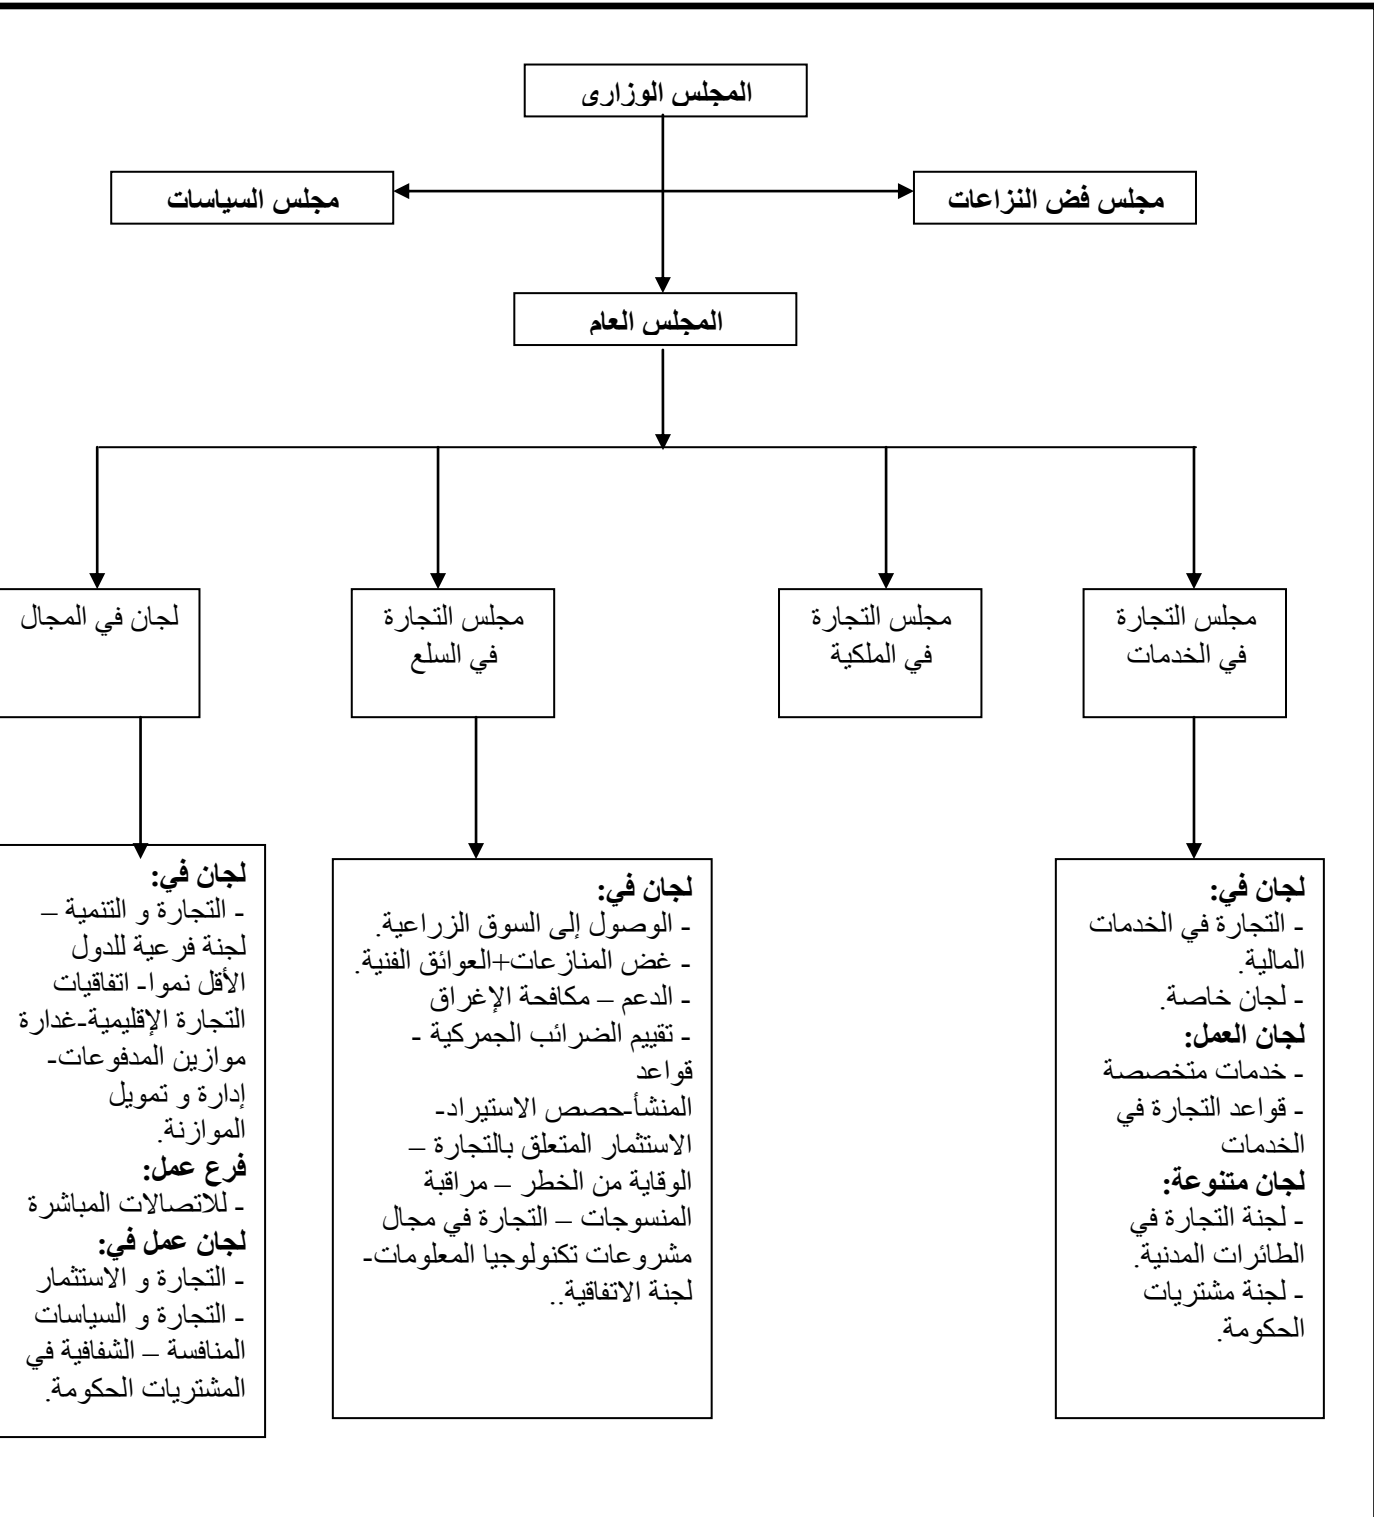 المجلس الوزاري
مجلس فض النزاعات
مجلس السياسات
المجلس العام
مجلس التجارة
في الخدمات
مجلس التجارة
في الملكية
مجلس التجارة
في السلع
لجان في المجال
لجان في:
- التجارة في الخدمات
المالية.
- لجان خاصة.
لجان العمل:
- خدمات متخصصة
- قواعد التجارة في
الخدمات
لجان متنوعة:
- لجنة التجارة في
الطائرات المدنية.
- لجنة مشتريات
الحكومة.
لجان في:
- الوصول إلى السوق الزراعية.
- غض المنازعات+العوائق الفنية.
- الدعم – مكافحة الإغراق
- تقييم الضرائب الجمركية -
قواعد
المنشأ-حصص الاستيراد-
الاستثمار المتعلق بالتجارة –
الوقاية من الخطر – مراقبة
المنسوجات – التجارة في مجال
مشروعات تكنولوجيا المعلومات-
لجنة الاتفاقية..
لجان في:
- التجارة و التنمية –
لجنة فرعية للدول
الأقل نموا- اتفاقيات
التجارة الإقليمية-غدارة
موازين المدفوعات-
إدارة و تمويل
الموازنة.
فرع عمل:
- للاتصالات المباشرة
لجان عمل في:
- التجارة و الاستثمار
- التجارة و السياسات
المنافسة – الشفافية في
المشتريات الحكومة.